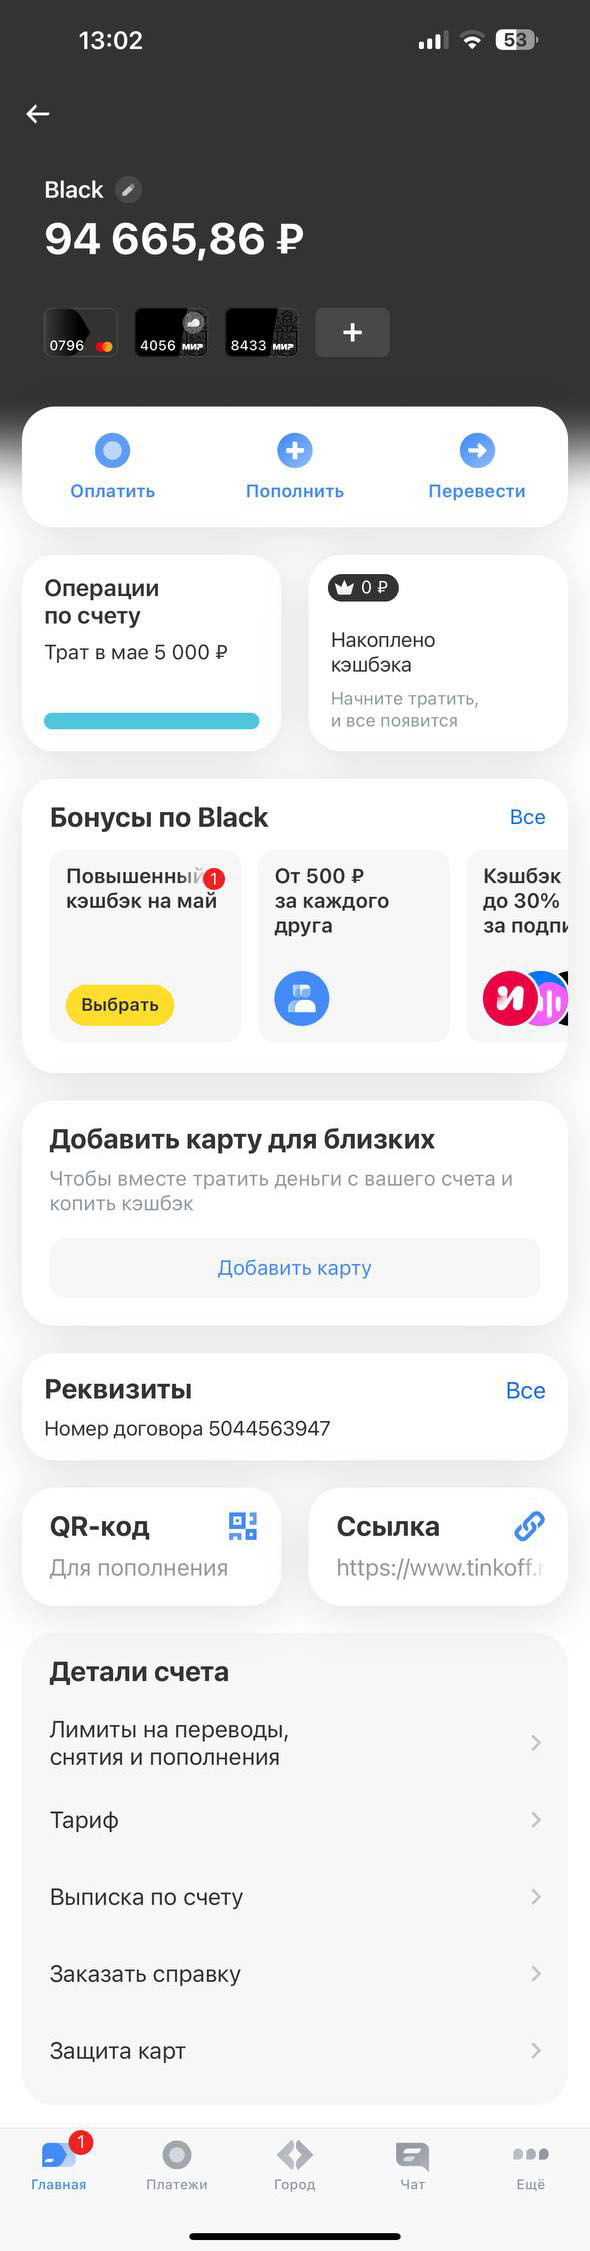 13:02
53
Black
94 665,86 ₽
0796
4056 МИР
8433 МИР
Оплатить
Пополнить
Перевести
Операции
по счету
Трат в мае 5 000 ₽
0 ₽
Накоплено
кэшбэка
Начните тратить,
и все появится
Бонусы по Black
Все
Повышенный
1
кэшбэк на май
Выбрать
От 500 ₽
за каждого
друга
Кэшбэк
до 30%
за подпи
Добавить карту для близких
Чтобы вместе тратить деньги с вашего счета и
копить кэшбэк
Добавить карту
Реквизиты
Все
Номер договора 5044563947
QR-код
Для пополнения
Ссылка
https://www.tinkoff.r
Детали счета
Лимиты на переводы,
снятия и пополнения
Тариф
Выписка по счету
Заказать справку
Защита карт
1
Главная
Платежи
Город
Чат
Ещё